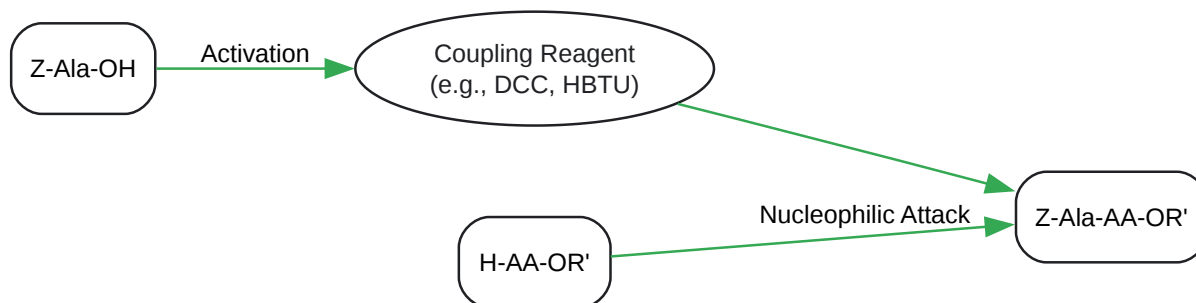 Z-Ala-OH
Activation
Coupling Reagent
(e.g., DCC, HBTU)
Nucleophilic Attack
Z-Ala-AA-OR'
H-AA-OR'